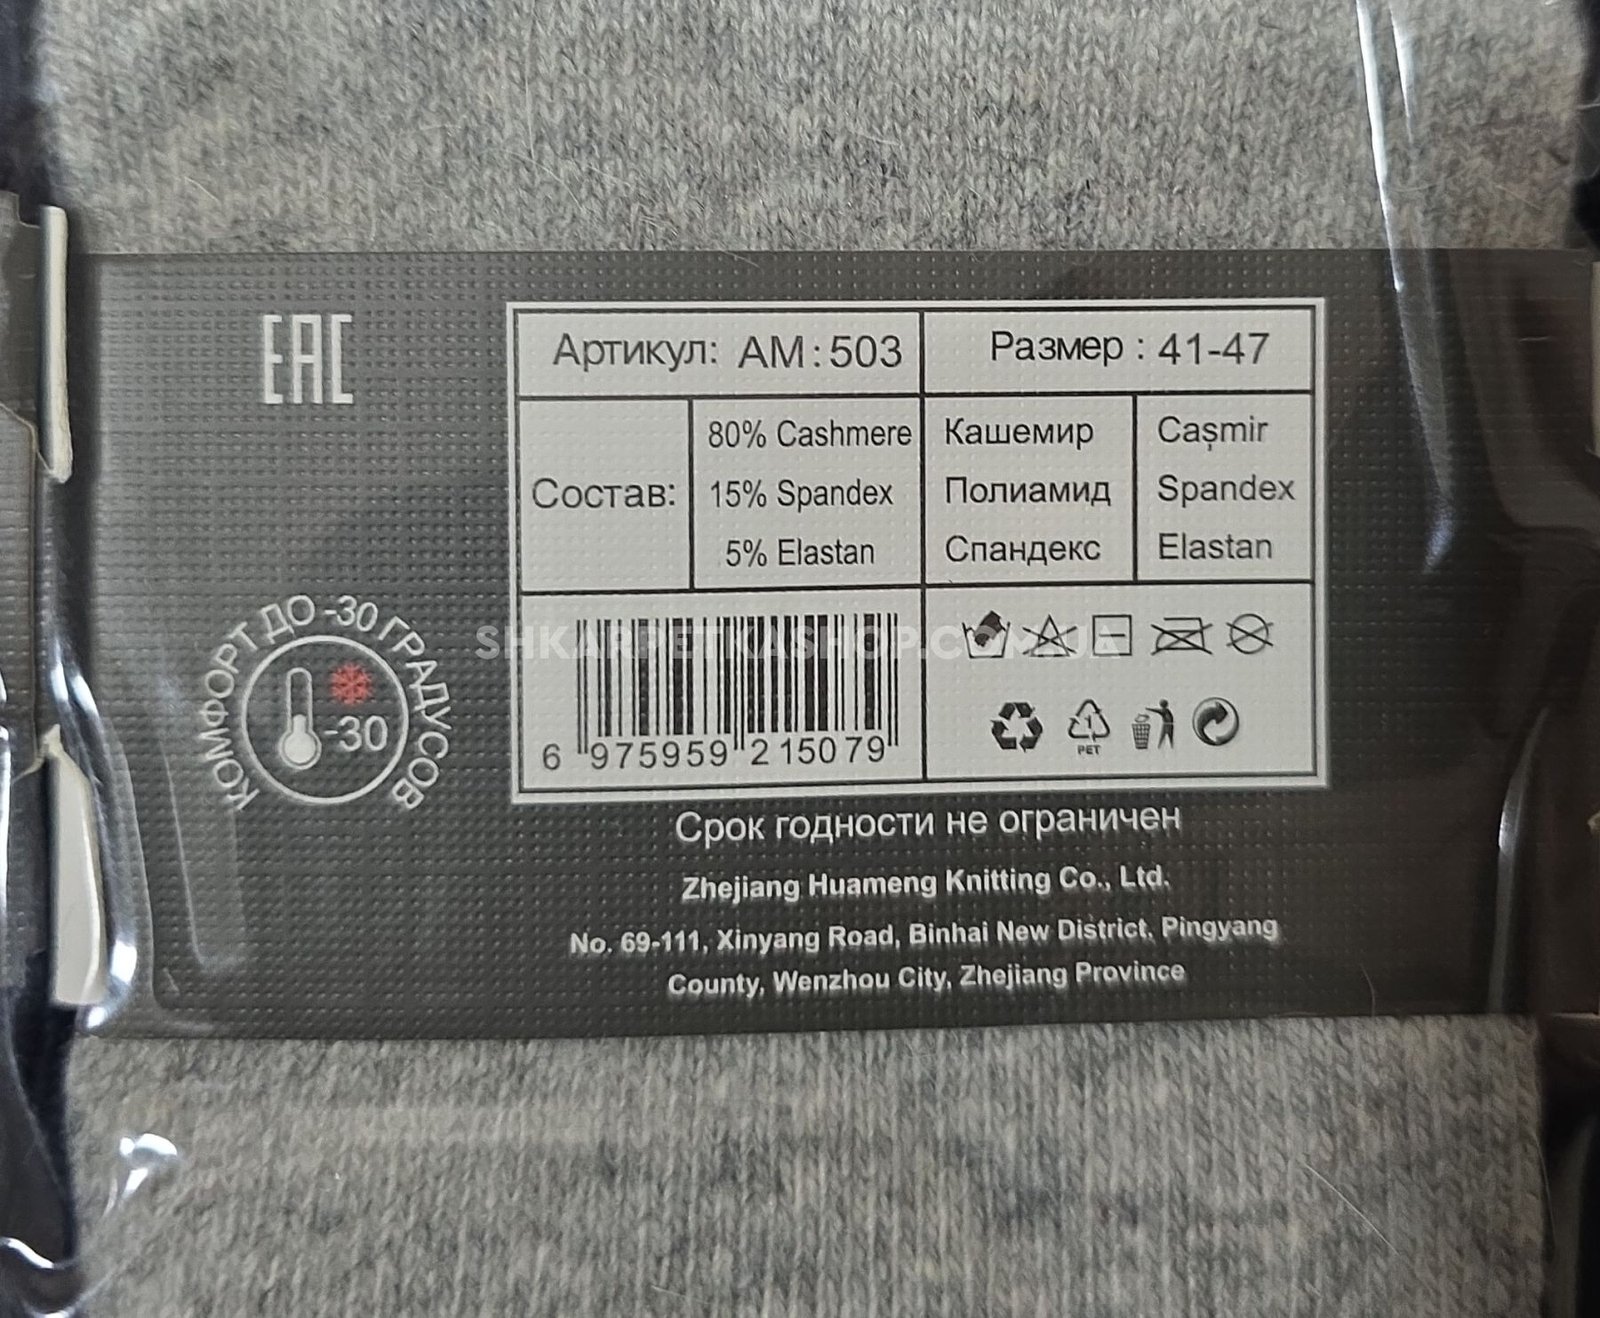 EAC
Артикул: AM:503
Размер : 41-47
Состав:
80% Cashmere
15% Spandex
5% Elastan
Кашемир
Полиамид
Спандекс
Caşmir
Spandex
Elastan
КОМФОРТ ДО -30 ГРАДУСОВ
-30
SHKARPETKASHOP.COM.UA
6 975959 215079
1
PET
Срок годности не ограничен
Zhejiang Huameng Knitting Co., Ltd.
No. 69-111, Xinyang Road, Binhai New District, Pingyang
County, Wenzhou City, Zhejiang Province